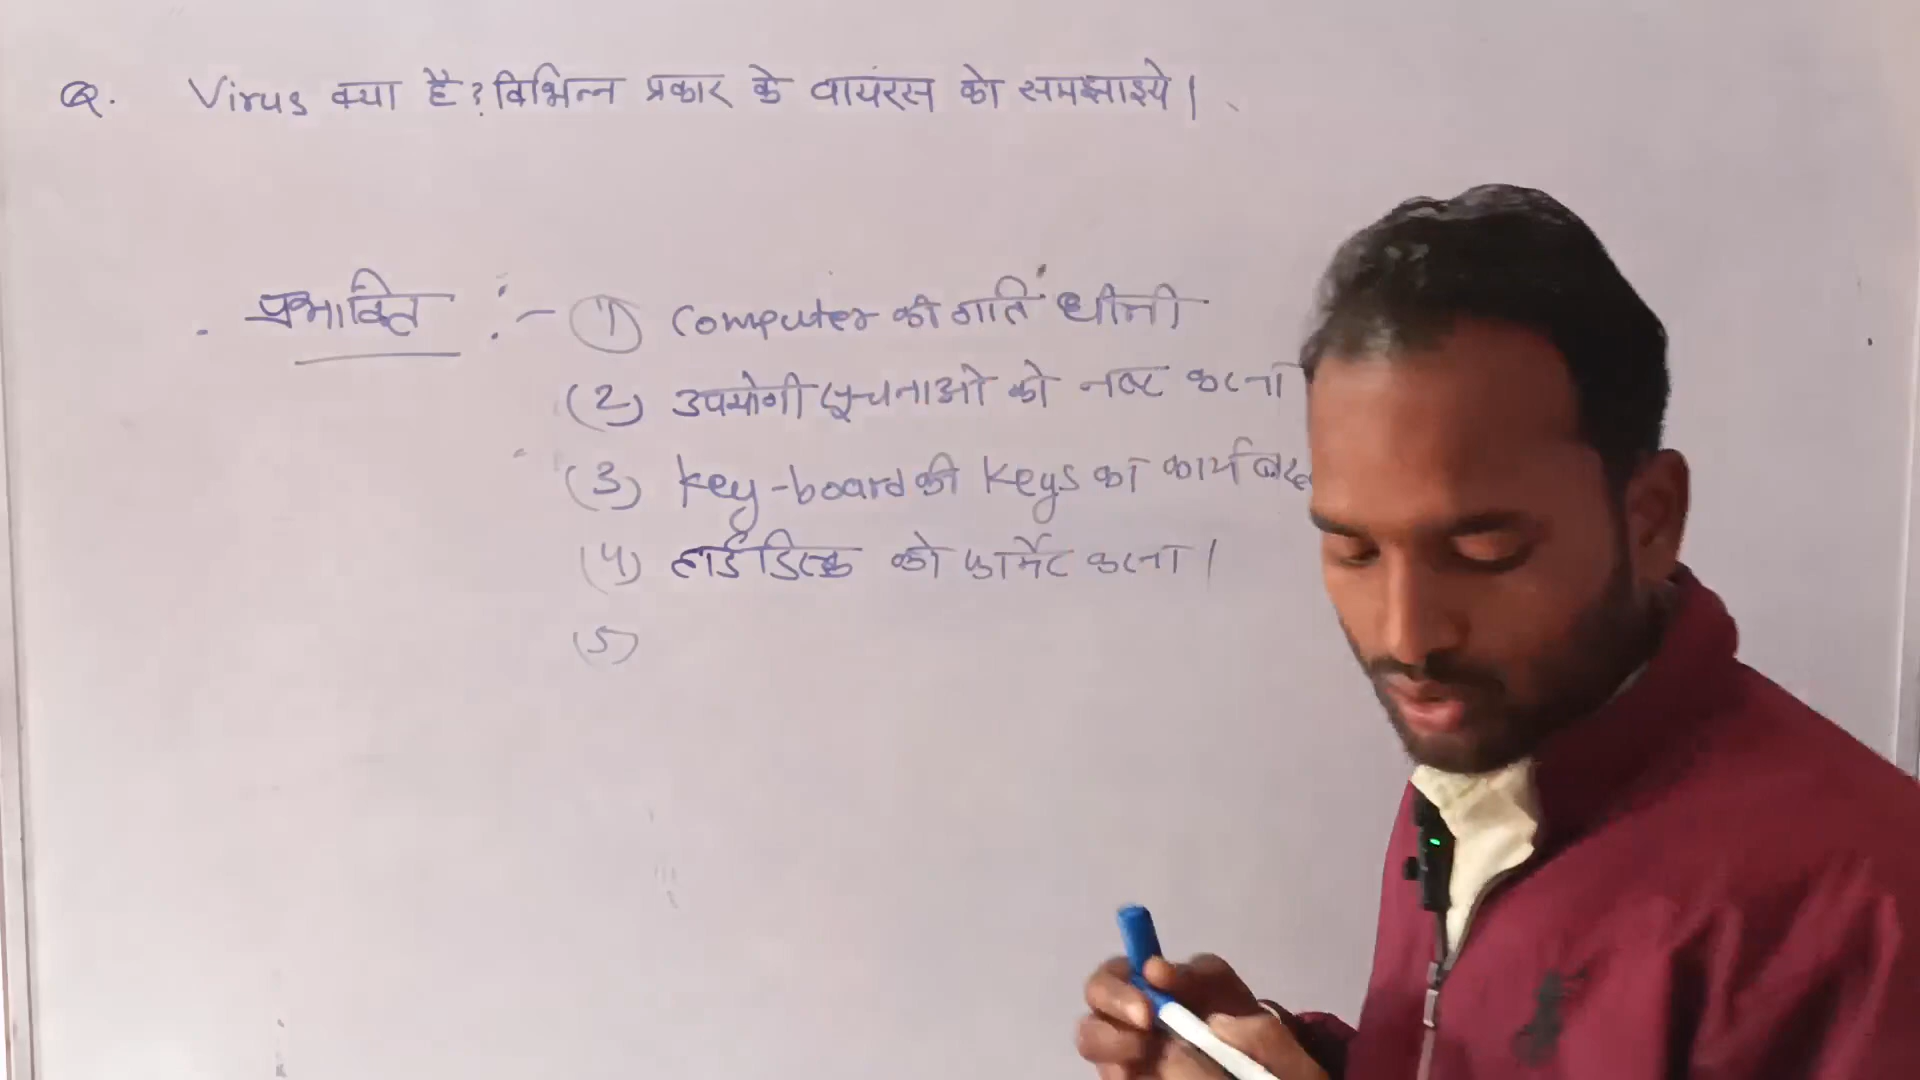 Q. Virus क्या है? विभिन्न प्रकार के वायरस को समझाइये।
प्रभावित :- (1) Computer की गति धीमी
(2) उपयोगी सूचनाओ को नष्ट करना
(3) key-board की keys का कार्य
(4) हार्डडिस्क को फार्मेट करना।
(5)